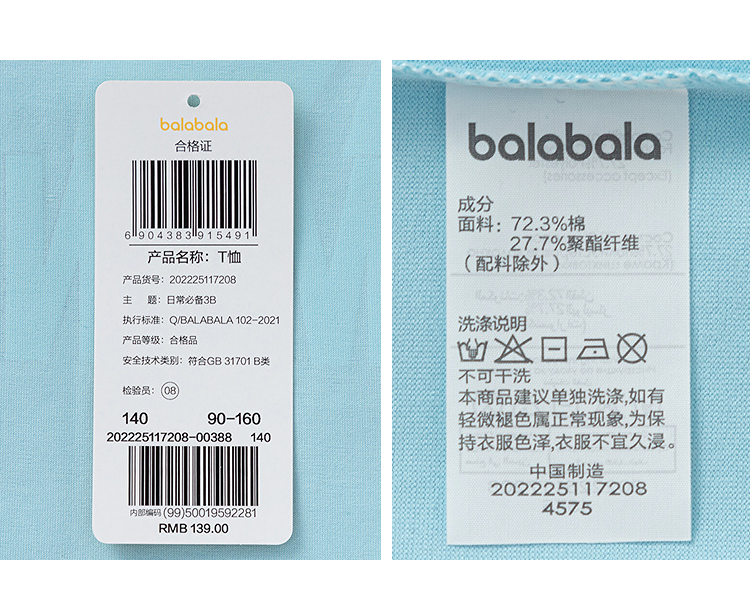 balabala
合格证
6 904383 915491
产品名称：T恤
产品货号：202225117208
主　　题：日常必备3B
执行标准：Q/BALABALA 102-2021
产品等级：合格品
安全技术类别：符合GB 31701 B类
检验员：08
140 90-160
202225117208-00388 140
内部编码 (99)50019592281
RMB 139.00
balabala
成分
面料：72.3%棉
27.7%聚酯纤维
（配料除外）
洗涤说明
不可干洗
本商品建议单独洗涤,如有
轻微褪色属正常现象,为保
持衣服色泽,衣服不宜久浸。
中国制造
202225117208
4575